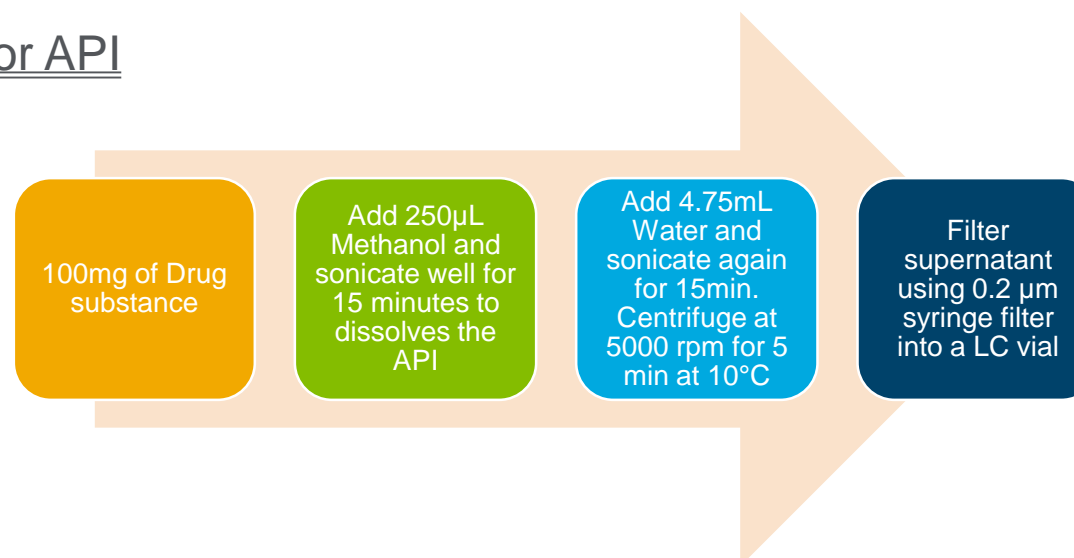 or API
100mg of Drug
substance
Add 250µL
Methanol and
sonicate well for
15 minutes to
dissolves the
API
Add 4.75mL
Water and
sonicate again
for 15min.
Centrifuge at
5000 rpm for 5
min at 10°C
Filter
supernatant
using 0.2 µm
syringe filter
into a LC vial